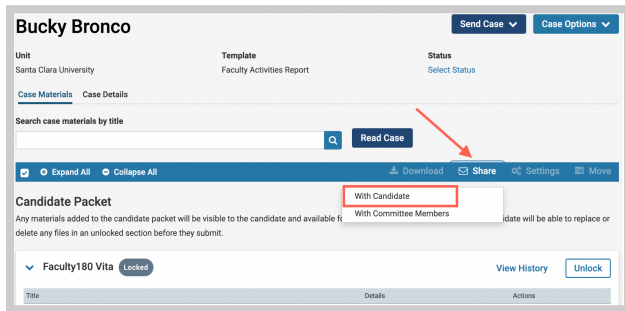 Bucky Bronco
Send Case
Case Options
Unit
Template
Status
Santa Clara University
Faculty Activities Report
Select Status
Case Materials
Case Details
Search case materials by title
Read Case
Expand All
Collapse All
Download
Share
Settings
Move
With Candidate
With Committee Members
Candidate Packet
Any materials added to the candidate packet will be visible to the candidate and available fo
date will be able to replace or
delete any files in an unlocked section before they submit.
Faculty180 Vita
Locked
View History
Unlock
Title
Details
Actions